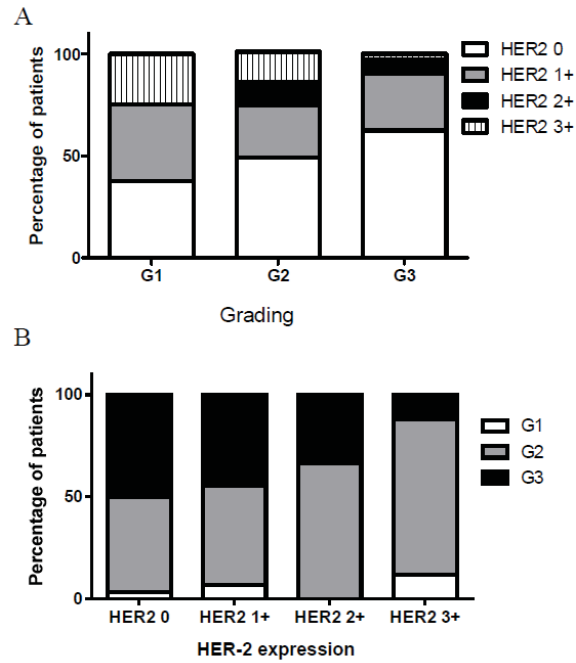 A
Percentage of patients
100
50
0
G1 G2 G3
Grading
HER2 0
HER2 1+
HER2 2+
HER2 3+
B
Percentage of patients
100
50
0
HER2 0 HER2 1+ HER2 2+ HER2 3+
HER-2 expression
G1
G2
G3